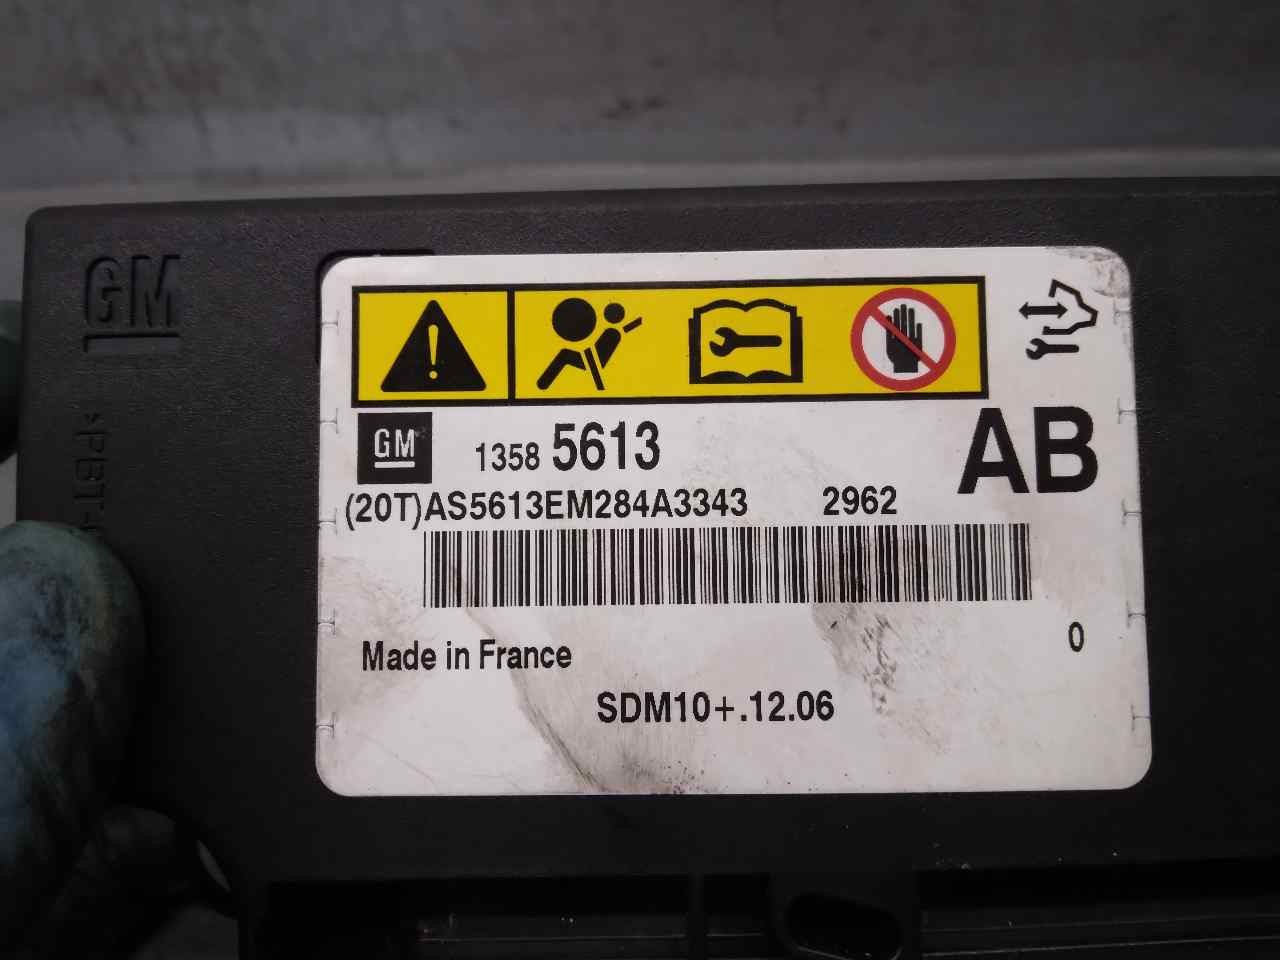 GM
GM 1358 5613 AB
(20T)AS5613EM284A3343 2962
0
Made in France
SDM10+.12.06